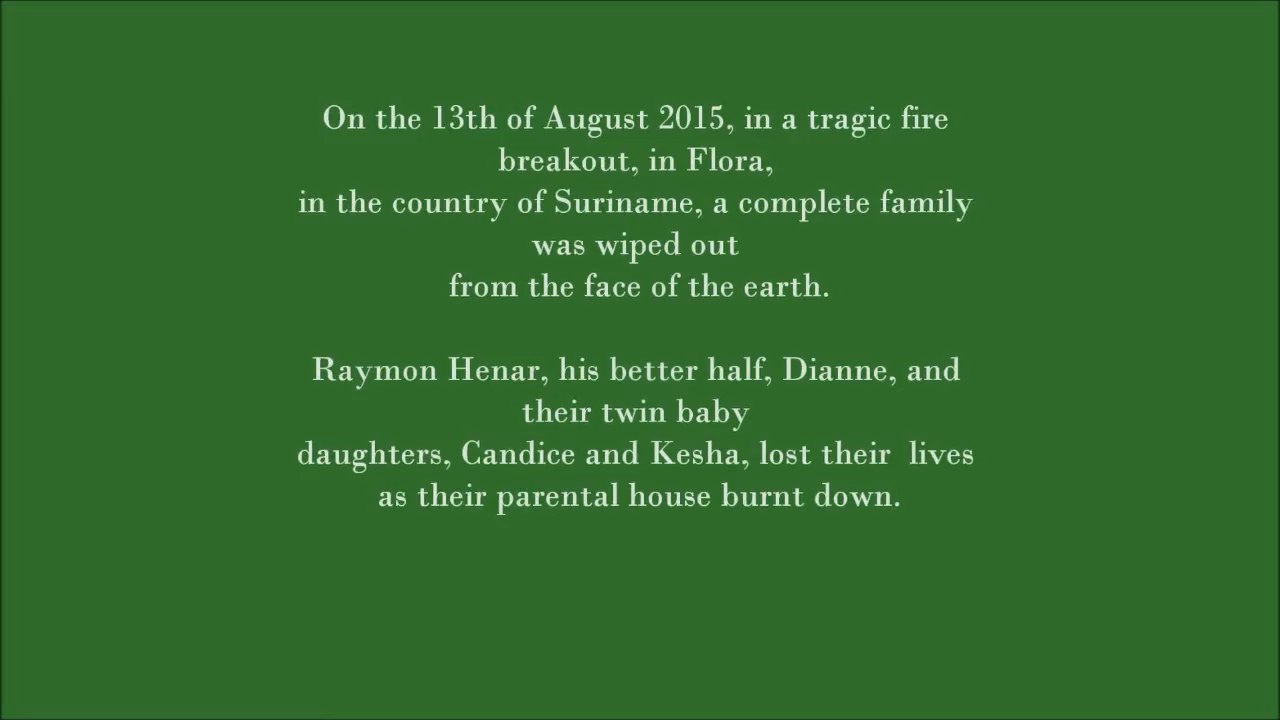 On the 13th of August 2015, in a tragic fire
breakout, in Flora,
in the country of Suriname, a complete family
was wiped out
from the face of the earth.
Raymon Henar, his better half, Dianne, and
their twin baby
daughters, Candice and Kesha, lost their  lives
as their parental house burnt down.